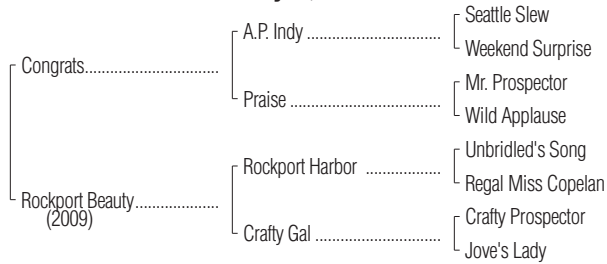 Seattle Slew
A.P. Indy ........................................
Weekend Surprise
Congrats........................................
Mr. Prospector
Praise ........................................
Wild Applause
Unbridled's Song
Rockport Harbor ......................
Regal Miss Copelan
Rockport Beauty.........................
(2009)
Crafty Prospector
Crafty Gal .....................................
Jove's Lady